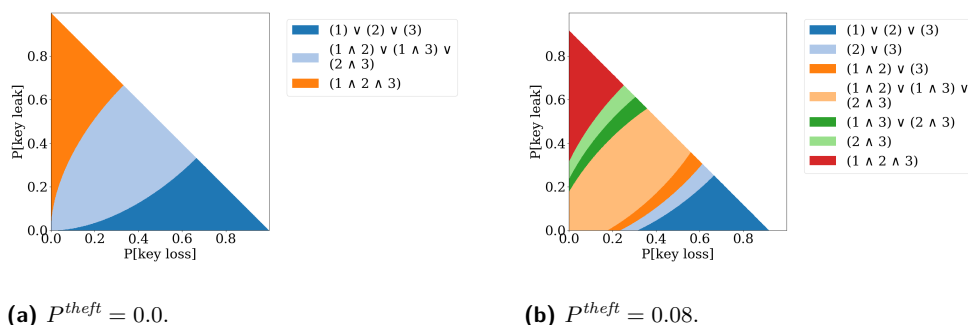 P[key leak]
0.8
0.6
0.4
0.2
0.0
0.0 0.2 0.4 0.6 0.8
P[key loss]
(1) ∨ (2) ∨ (3)
(1 ∧ 2) ∨ (1 ∧ 3) ∨
(2 ∧ 3)
(1 ∧ 2 ∧ 3)
(a) P^theft = 0.0.
P[key leak]
0.8
0.6
0.4
0.2
0.0
0.0 0.2 0.4 0.6 0.8
P[key loss]
(1) ∨ (2) ∨ (3)
(2) ∨ (3)
(1 ∧ 2) ∨ (3)
(1 ∧ 2) ∨ (1 ∧ 3) ∨
(2 ∧ 3)
(1 ∧ 3) ∨ (2 ∧ 3)
(2 ∧ 3)
(1 ∧ 2 ∧ 3)
(b) P^theft = 0.08.